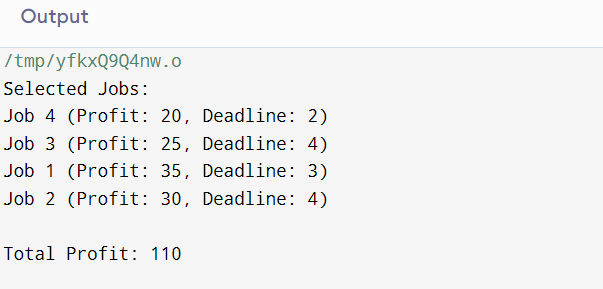 Output
/tmp/yfkxQ9Q4nw.o
Selected Jobs:
Job 4 (Profit: 20, Deadline: 2)
Job 3 (Profit: 25, Deadline: 4)
Job 1 (Profit: 35, Deadline: 3)
Job 2 (Profit: 30, Deadline: 4)
Total Profit: 110